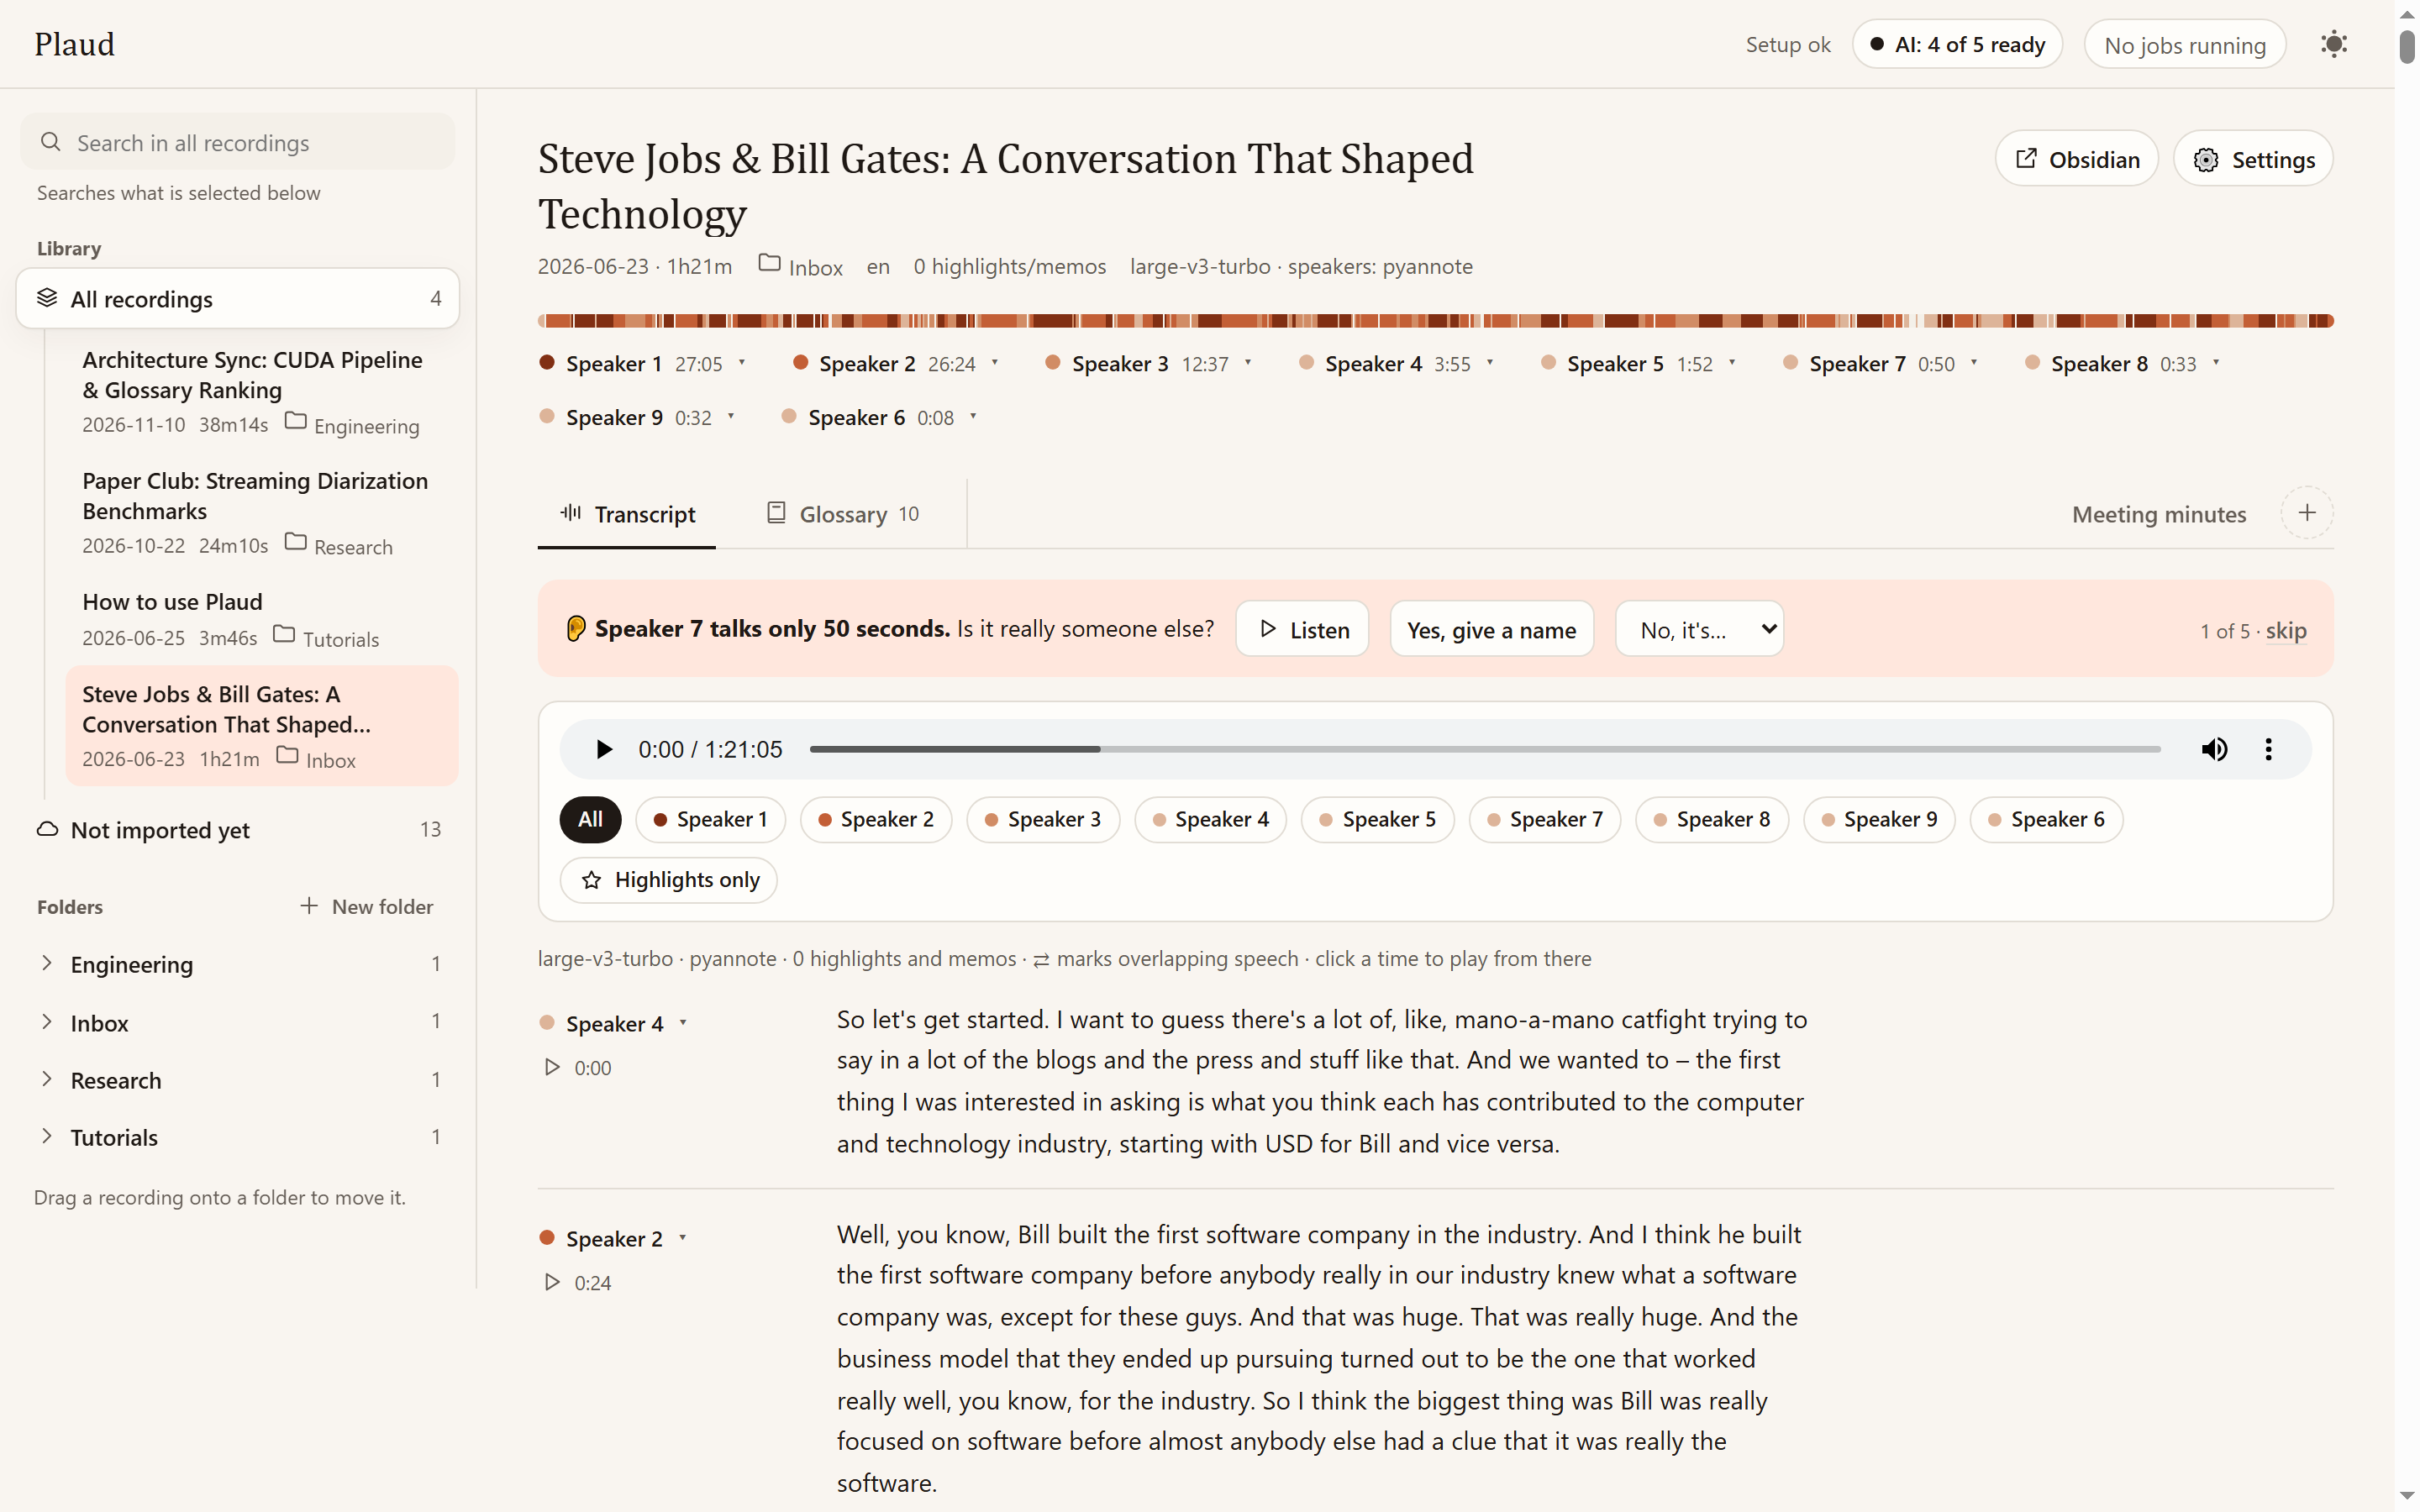 Plaud
Setup ok
AI: 4 of 5 ready
No jobs running
Search in all recordings
Searches what is selected below
Library
All recordings 4
Architecture Sync: CUDA Pipeline
& Glossary Ranking
2026-11-10 38m14s Engineering
Paper Club: Streaming Diarization
Benchmarks
2026-10-22 24m10s Research
How to use Plaud
2026-06-25 3m46s Tutorials
Steve Jobs & Bill Gates: A
Conversation That Shaped...
2026-06-23 1h21m Inbox
Not imported yet 13
Folders + New folder
Engineering 1
Inbox 1
Research 1
Tutorials 1
Drag a recording onto a folder to move it.
Steve Jobs & Bill Gates: A Conversation That Shaped
Technology
Obsidian
Settings
2026-06-23 · 1h21m Inbox en 0 highlights/memos large-v3-turbo · speakers: pyannote
Speaker 1 27:05 Speaker 2 26:24 Speaker 3 12:37 Speaker 4 3:55 Speaker 5 1:52 Speaker 7 0:50 Speaker 8 0:33
Speaker 9 0:32 Speaker 6 0:08
Transcript Glossary 10 Meeting minutes +
Speaker 7 talks only 50 seconds. Is it really someone else? Listen Yes, give a name No, it's... 1 of 5 · skip
0:00 / 1:21:05
All Speaker 1 Speaker 2 Speaker 3 Speaker 4 Speaker 5 Speaker 7 Speaker 8 Speaker 9 Speaker 6
Highlights only
large-v3-turbo · pyannote · 0 highlights and memos · ⇄ marks overlapping speech · click a time to play from there
Speaker 4
0:00
So let's get started. I want to guess there's a lot of, like, mano-a-mano catfight trying to
say in a lot of the blogs and the press and stuff like that. And we wanted to – the first
thing I was interested in asking is what you think each has contributed to the computer
and technology industry, starting with USD for Bill and vice versa.
Speaker 2
0:24
Well, you know, Bill built the first software company in the industry. And I think he built
the first software company before anybody really in our industry knew what a software
company was, except for these guys. And that was huge. That was really huge. And the
business model that they ended up pursuing turned out to be the one that worked
really well, you know, for the industry. So I think the biggest thing was Bill was really
focused on software before almost anybody else had a clue that it was really the
software.